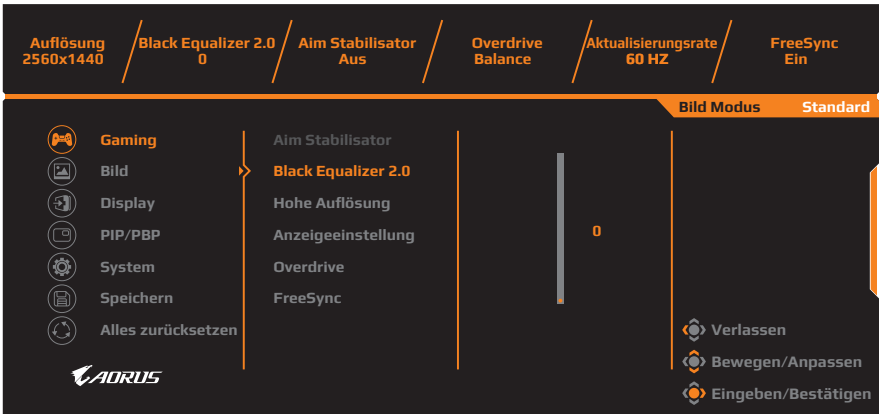 Auflösung
2560x1440
Black Equalizer 2.0
0
Aim Stabilisator
Aus
Overdrive
Balance
Aktualisierungsrate
60 HZ
FreeSync
Ein
Bild Modus Standard
Gaming
Bild
Display
PIP/PBP
System
Speichern
Alles zurücksetzen
Aim Stabilisator
Black Equalizer 2.0
Hohe Auflösung
Anzeigeeinstellung
Overdrive
FreeSync
0
Verlassen
Bewegen/Anpassen
Eingeben/Bestätigen
AORUS